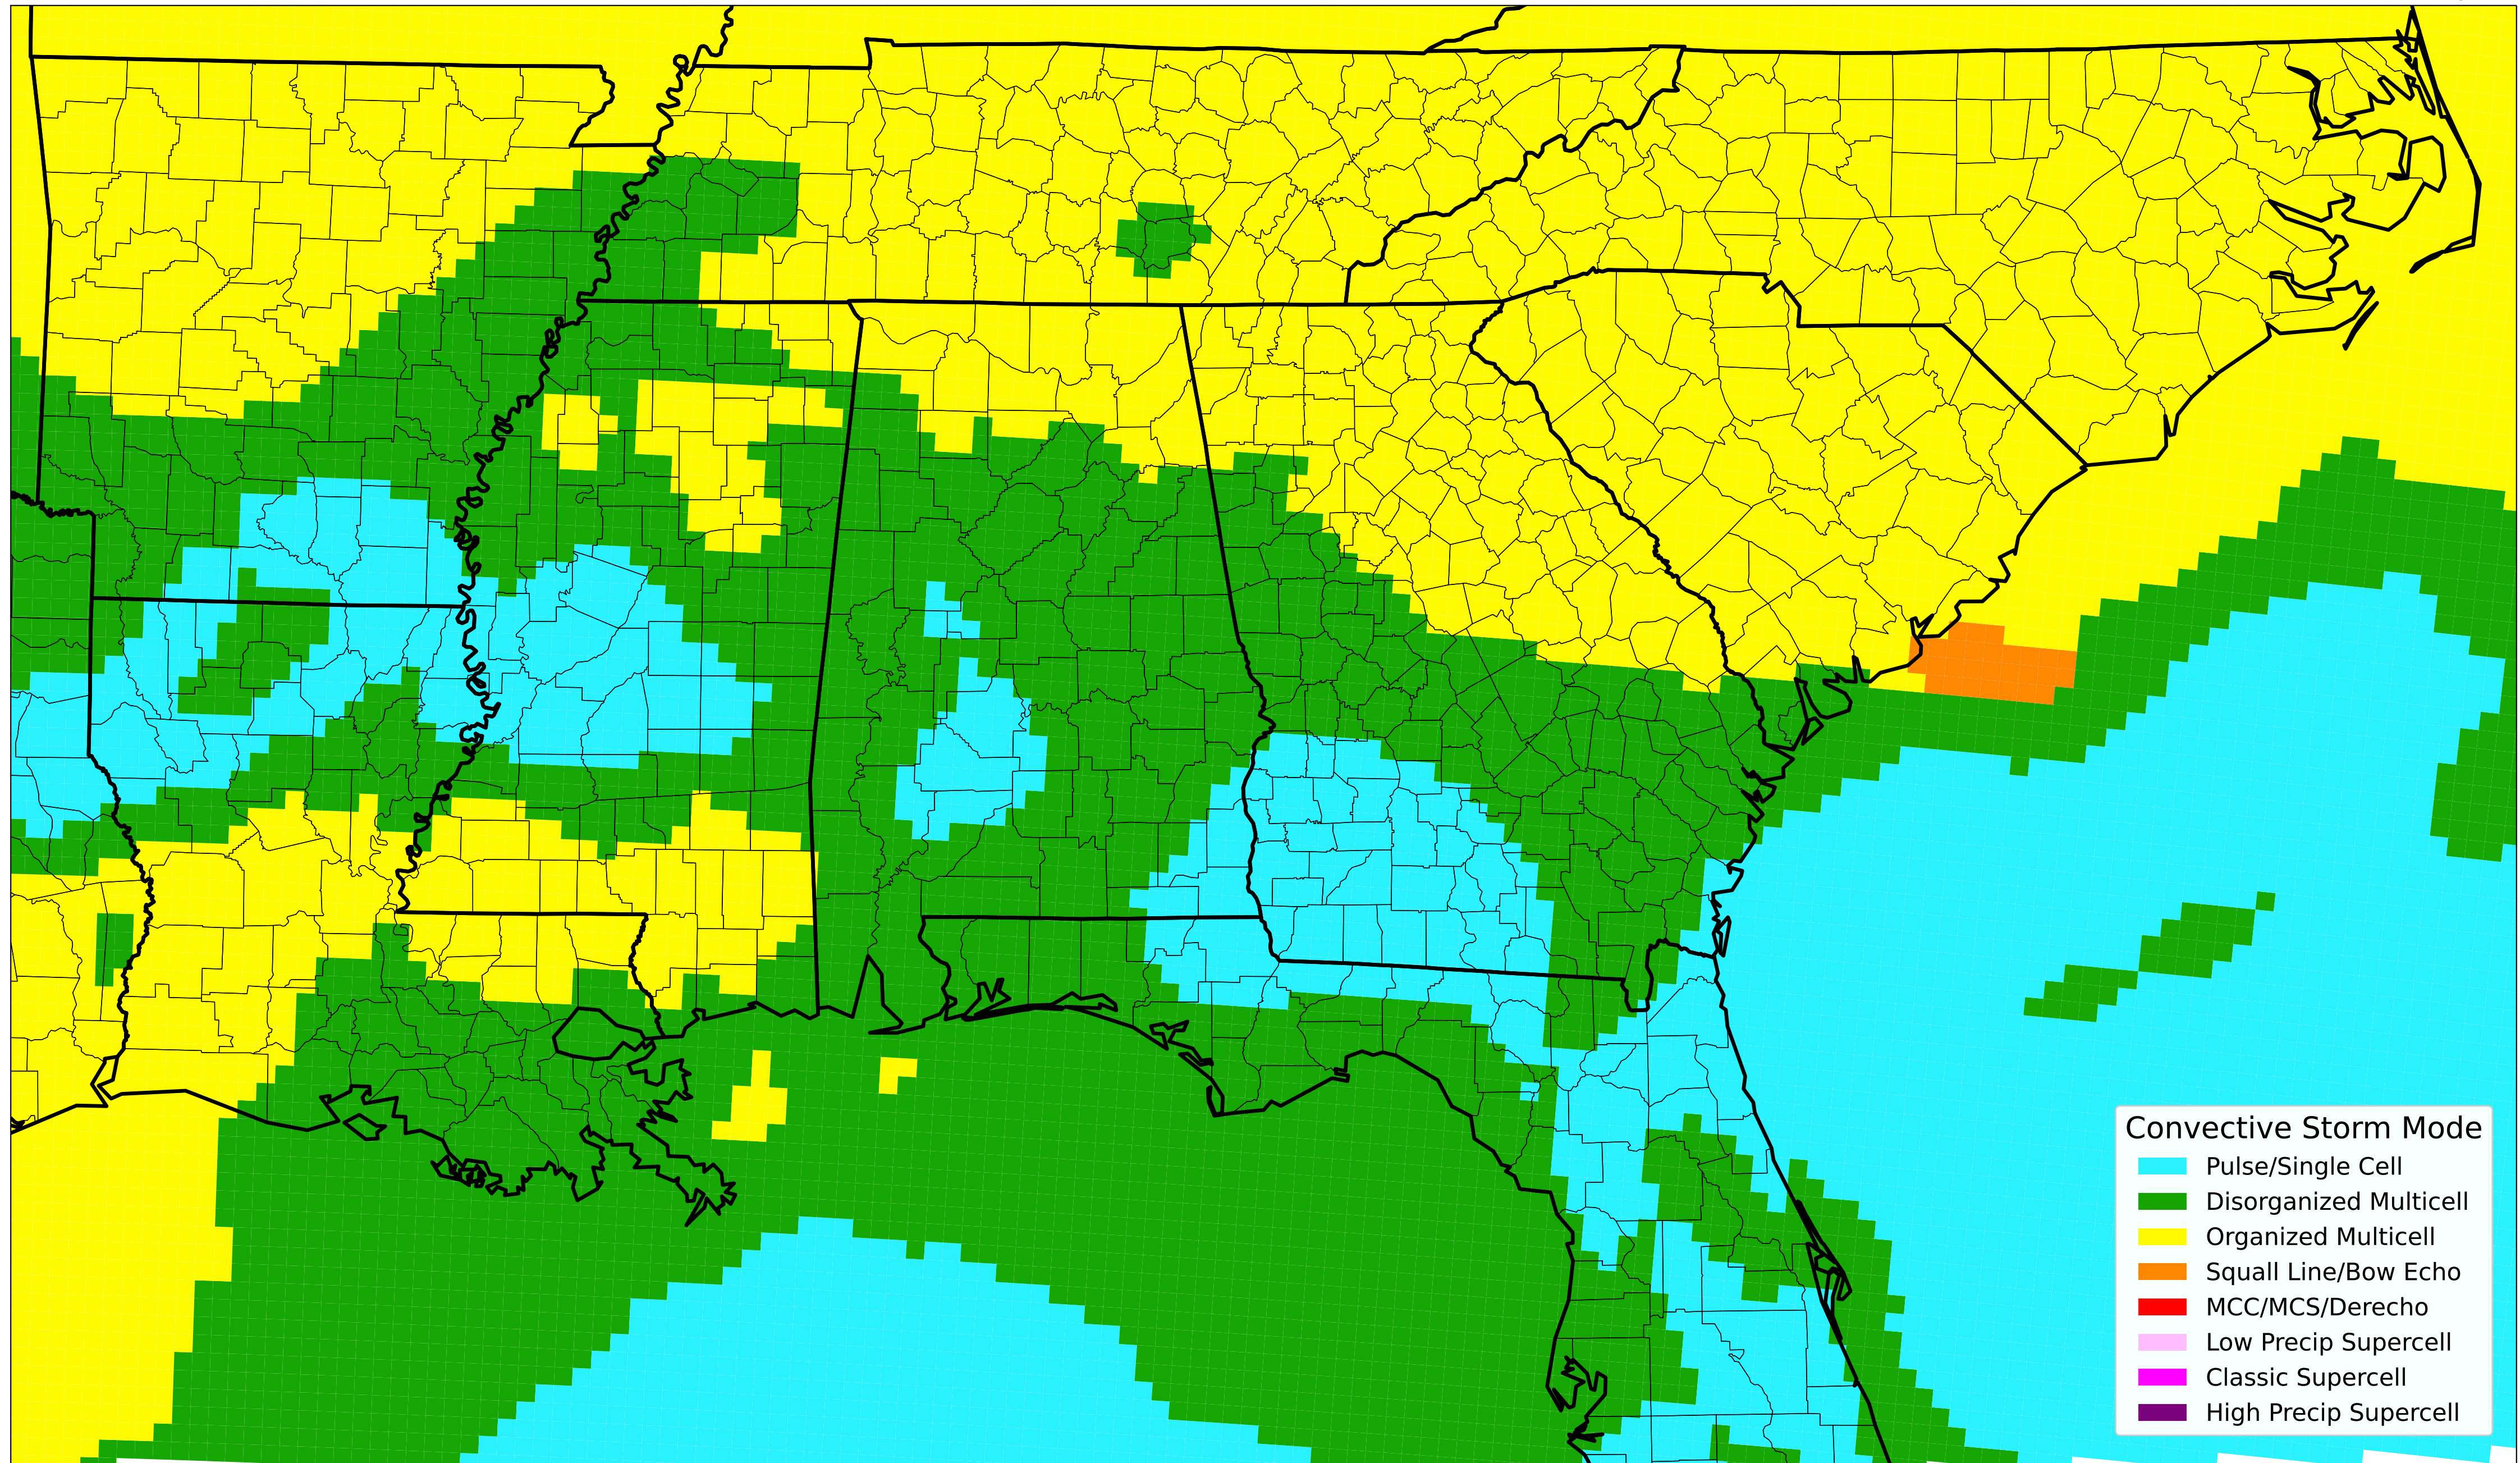 Convective Storm Mode
Pulse/Single Cell
Disorganized Multicell
Organized Multicell
Squall Line/Bow Echo
MCC/MCS/Derecho
Low Precip Supercell
Classic Supercell
High Precip Supercell